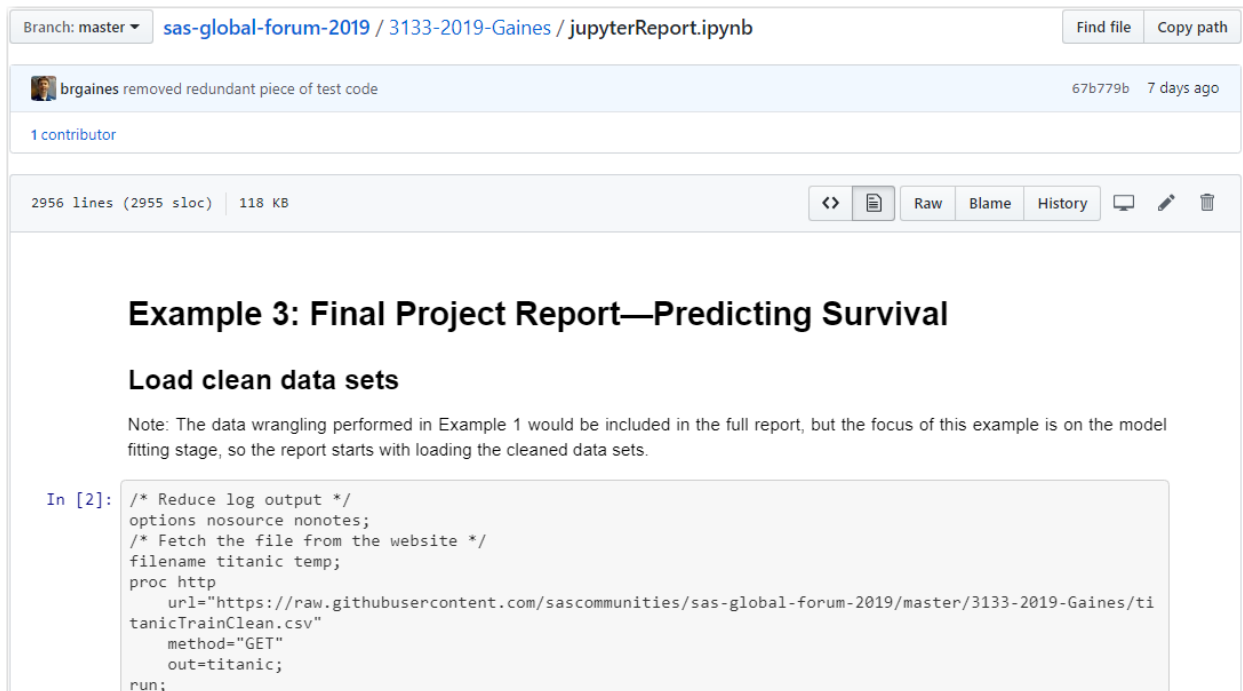 Branch: master sas-global-forum-2019 / 3133-2019-Gaines / jupyterReport.ipynb Find file Copy path
brgaines removed redundant piece of test code 67b779b 7 days ago
1 contributor
2956 lines (2955 sloc) 118 KB <> Raw Blame History
Example 3: Final Project Report—Predicting Survival
Load clean data sets
Note: The data wrangling performed in Example 1 would be included in the full report, but the focus of this example is on the model
fitting stage, so the report starts with loading the cleaned data sets.
In [2]: /* Reduce log output */
options nosource nonotes;
/* Fetch the file from the website */
filename titanic temp;
proc http
    url="https://raw.githubusercontent.com/sascommunities/sas-global-forum-2019/master/3133-2019-Gaines/ti
tanicTrainClean.csv"
    method="GET"
    out=titanic;
run;